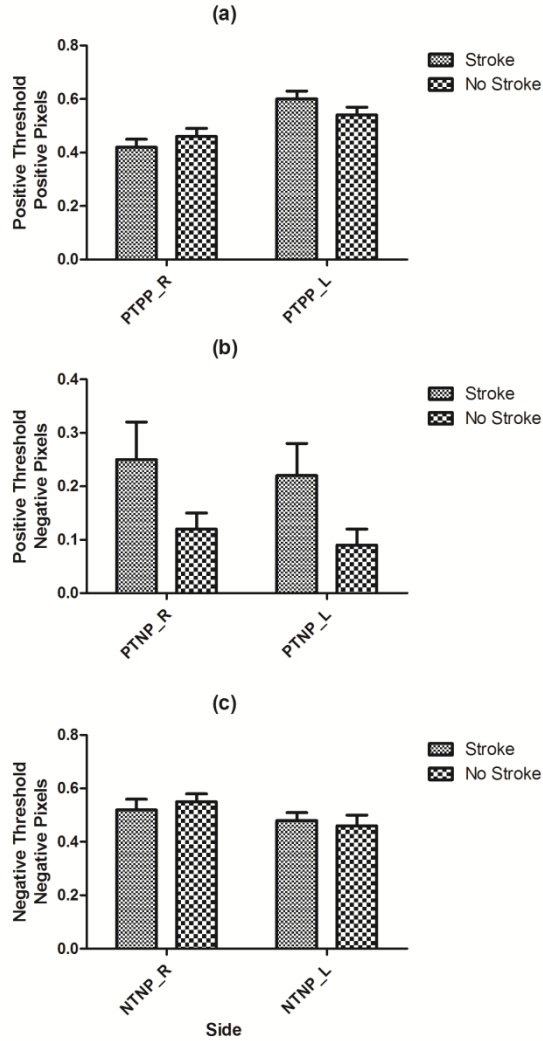 (a)
Positive Threshold
Positive Pixels
0.8
0.6
0.4
0.2
0.0
PTPP_R
PTPP_L
Stroke
No Stroke
(b)
Positive Threshold
Negative Pixels
0.4
0.3
0.2
0.1
0.0
PTNP_R
PTNP_L
Stroke
No Stroke
(c)
Negative Threshold
Negative Pixels
0.8
0.6
0.4
0.2
0.0
NTNP_R
NTNP_L
Stroke
No Stroke
Side